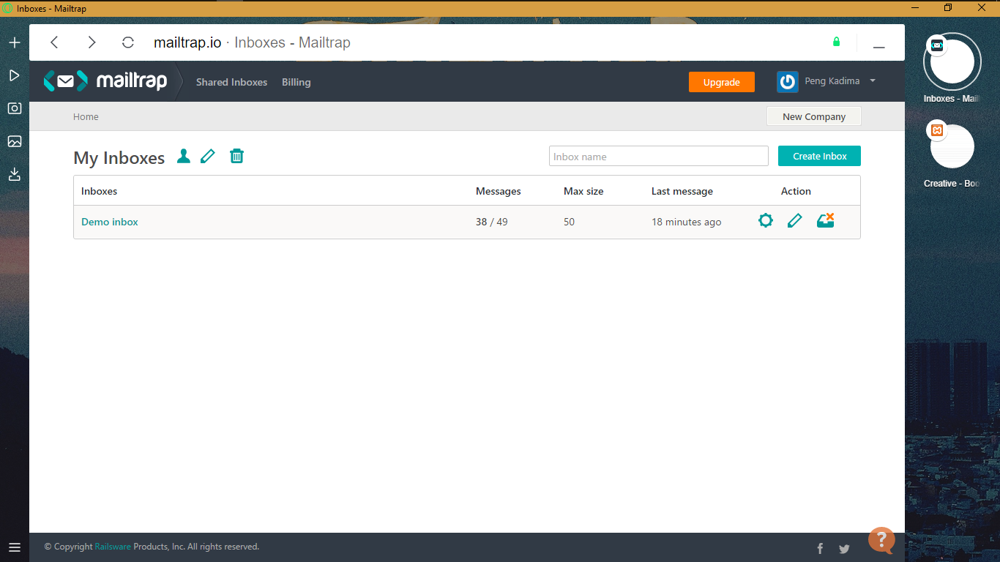 Inboxes - Mailtrap
mailtrap.io · Inboxes - Mailtrap
mailtrap
Shared Inboxes
Billing
Upgrade
Peng Kadima
Inboxes - Mail
Home
New Company
Creative - Boo
My Inboxes
Inbox name
Create Inbox
Inboxes Messages Max size Last message Action
Demo inbox 38 / 49 50 18 minutes ago
© Copyright Railsware Products, Inc. All rights reserved.
?